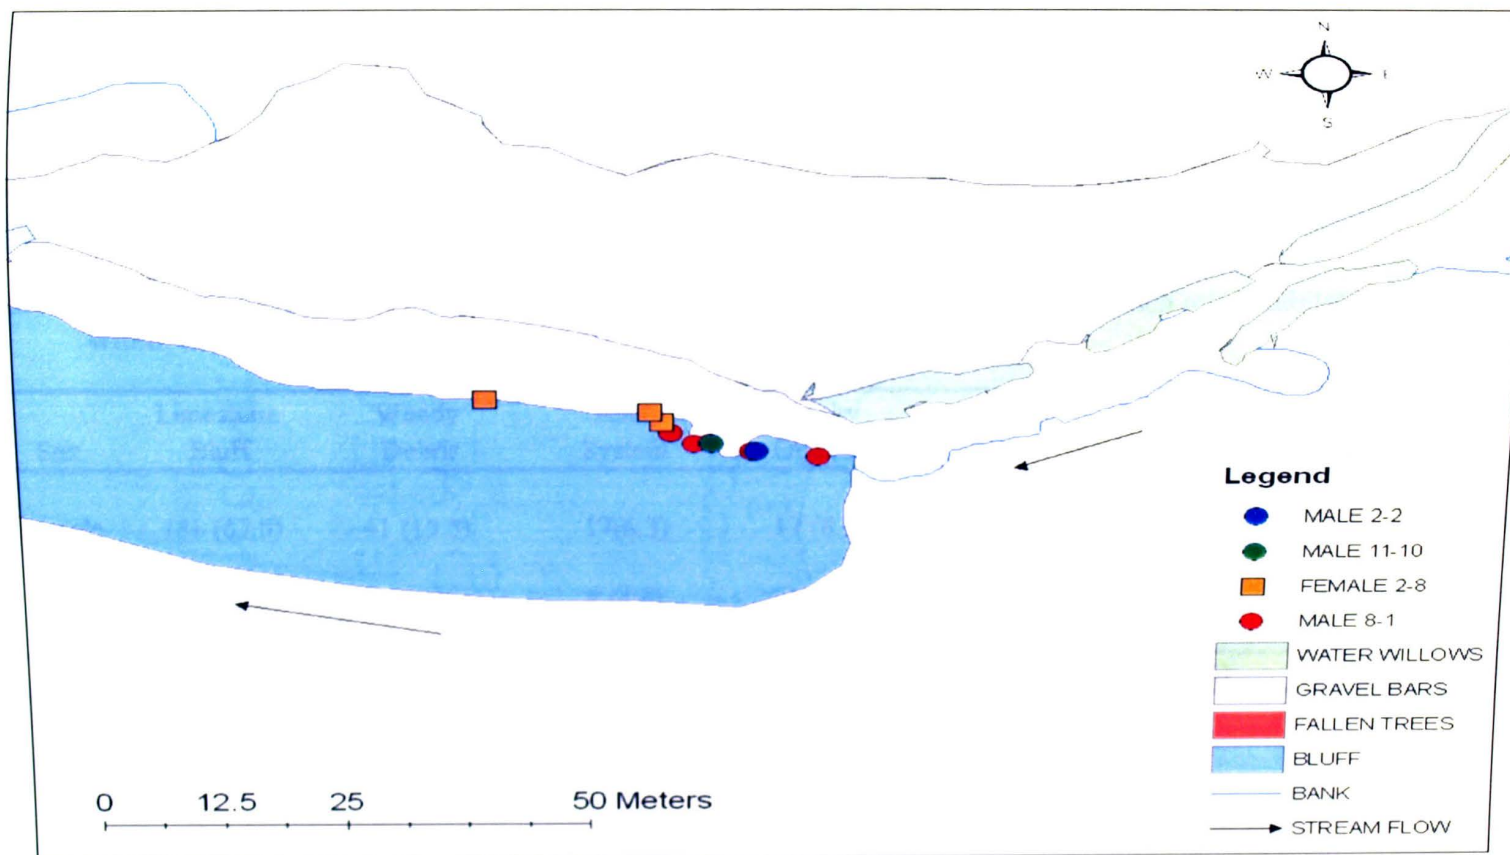 N
W
S
Legend
MALE 2-2
MALE 11-10
FEMALE 2-8
MALE 8-1
WATER WILLOWS
GRAVEL BARS
FALLEN TREES
BLUFF
BANK
STREAM FLOW
0 12.5 25 50 Meters